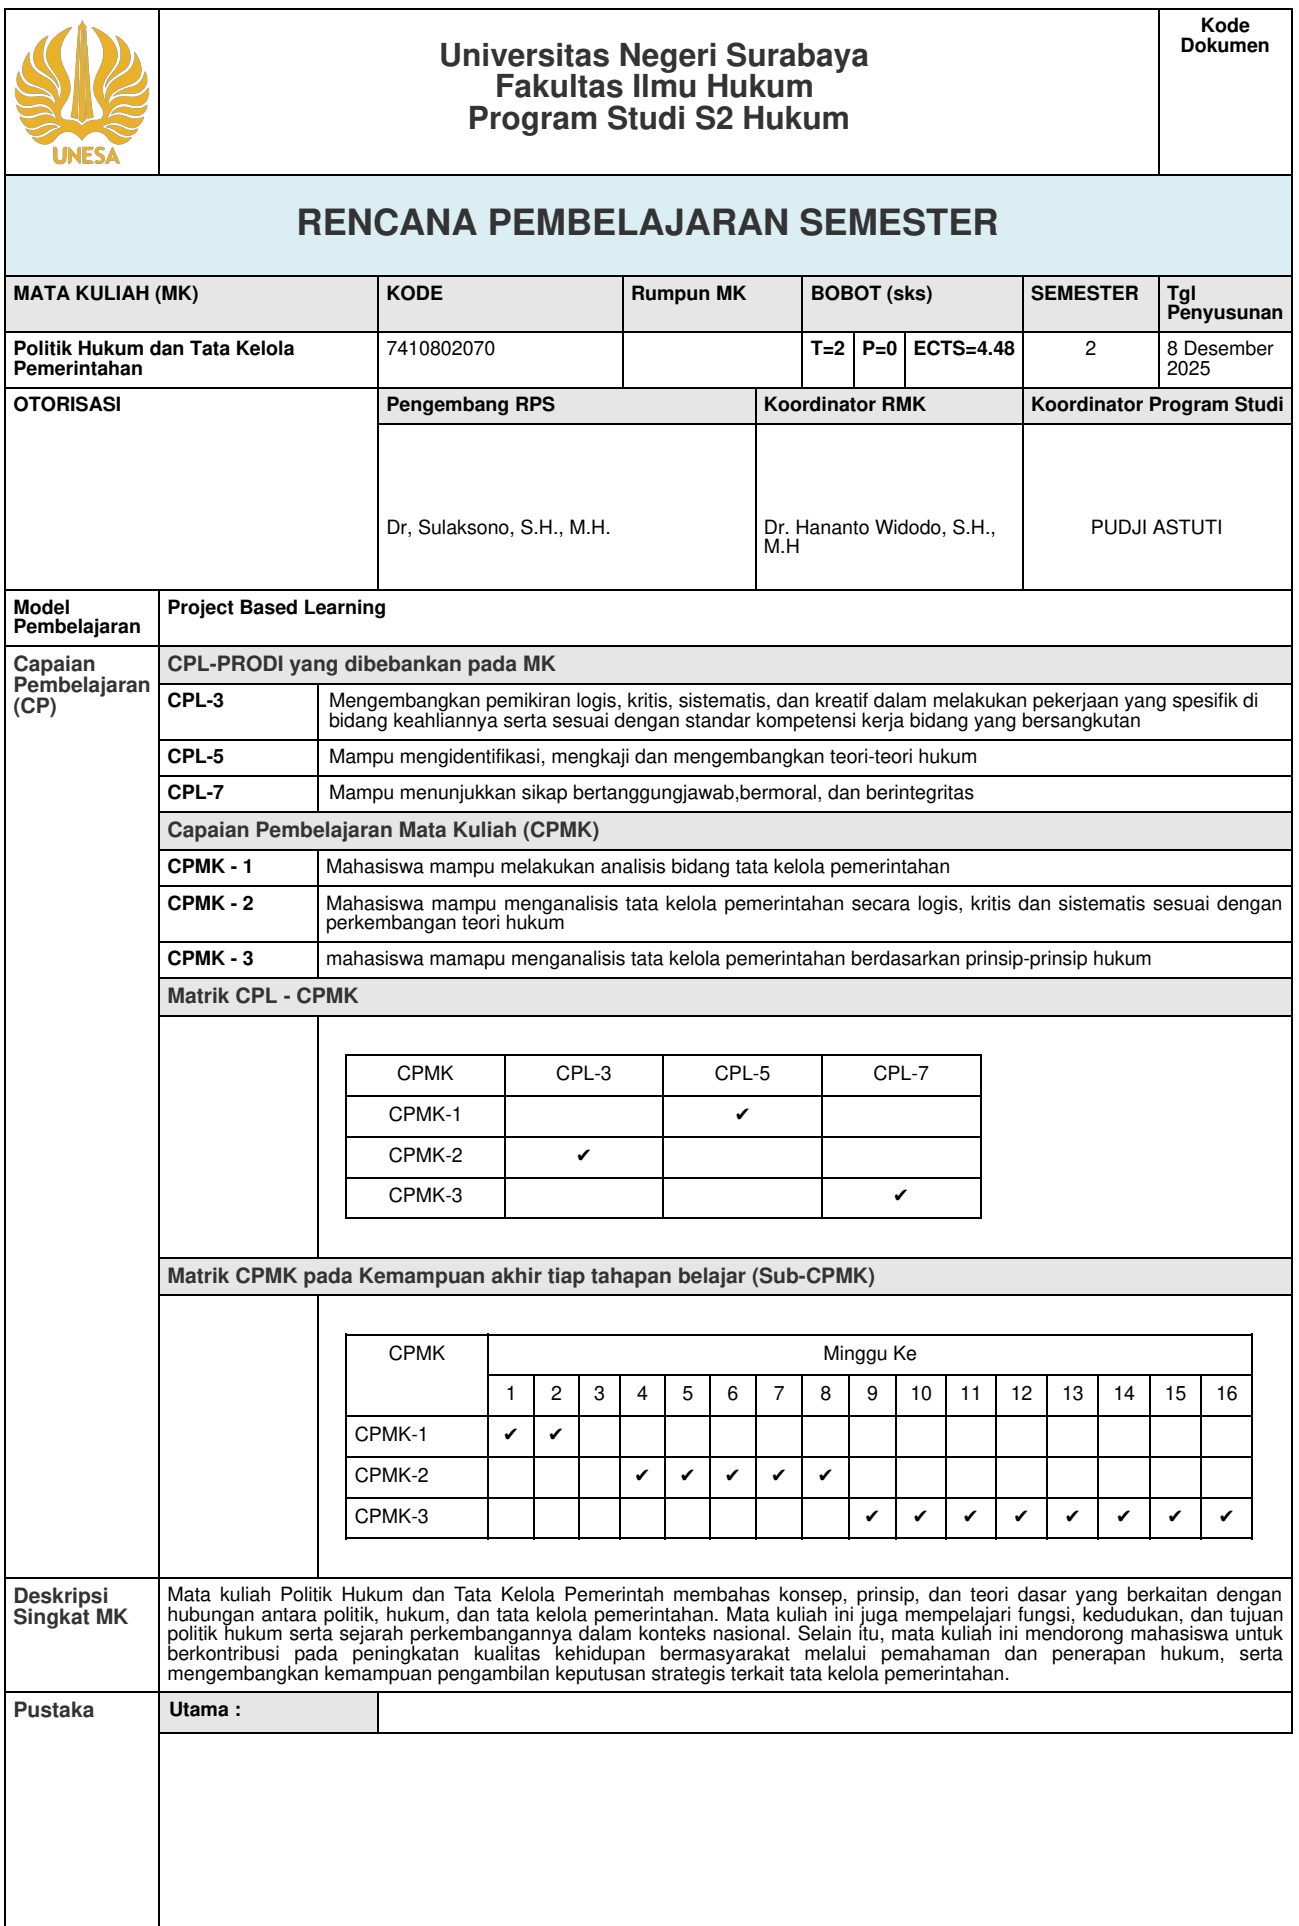 UNESA
Universitas Negeri Surabaya
Fakultas Ilmu Hukum
Program Studi S2 Hukum
Kode
Dokumen
RENCANA PEMBELAJARAN SEMESTER
MATA KULIAH (MK) KODE Rumpun MK BOBOT (sks) SEMESTER Tgl
Penyusunan
Politik Hukum dan Tata Kelola
Pemerintahan
7410802070
T=2 P=0 ECTS=4.48
2
8 Desember
2025
OTORISASI
Pengembang RPS
Koordinator RMK
Koordinator Program Studi
Dr, Sulaksono, S.H., M.H.
Dr. Hananto Widodo, S.H.,
M.H
PUDJI ASTUTI
Model
Pembelajaran
Project Based Learning
Capaian
Pembelajaran
(CP)
CPL-PRODI yang dibebankan pada MK
CPL-3
Mengembangkan pemikiran logis, kritis, sistematis, dan kreatif dalam melakukan pekerjaan yang spesifik di
bidang keahliannya serta sesuai dengan standar kompetensi kerja bidang yang bersangkutan
CPL-5
Mampu mengidentifikasi, mengkaji dan mengembangkan teori-teori hukum
CPL-7
Mampu menunjukkan sikap bertanggungjawab,bermoral, dan berintegritas
Capaian Pembelajaran Mata Kuliah (CPMK)
CPMK - 1
Mahasiswa mampu melakukan analisis bidang tata kelola pemerintahan
CPMK - 2
Mahasiswa mampu menganalisis tata kelola pemerintahan secara logis, kritis dan sistematis sesuai dengan
perkembangan teori hukum
CPMK - 3
mahasiswa mamapu menganalisis tata kelola pemerintahan berdasarkan prinsip-prinsip hukum
Matrik CPL - CPMK
CPMK CPL-3 CPL-5 CPL-7
CPMK-1 ✔
CPMK-2 ✔
CPMK-3 ✔
Matrik CPMK pada Kemampuan akhir tiap tahapan belajar (Sub-CPMK)
CPMK Minggu Ke
1 2 3 4 5 6 7 8 9 10 11 12 13 14 15 16
CPMK-1 ✔ ✔
CPMK-2 ✔ ✔ ✔ ✔ ✔
CPMK-3 ✔ ✔ ✔ ✔ ✔ ✔ ✔ ✔
Deskripsi
Singkat MK
Mata kuliah Politik Hukum dan Tata Kelola Pemerintah membahas konsep, prinsip, dan teori dasar yang berkaitan dengan
hubungan antara politik, hukum, dan tata kelola pemerintahan. Mata kuliah ini juga mempelajari fungsi, kedudukan, dan tujuan
politik hukum serta sejarah perkembangannya dalam konteks nasional. Selain itu, mata kuliah ini mendorong mahasiswa untuk
berkontribusi pada peningkatan kualitas kehidupan bermasyarakat melalui pemahaman dan penerapan hukum, serta
mengembangkan kemampuan pengambilan keputusan strategis terkait tata kelola pemerintahan.
Pustaka
Utama :